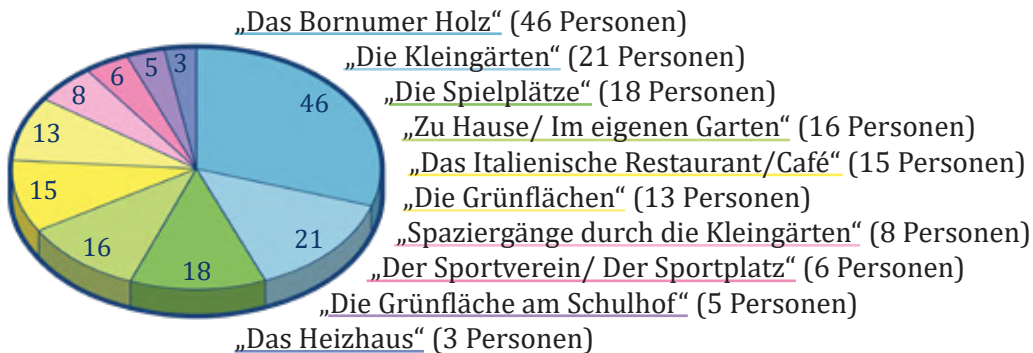 „Das Bornumer Holz“ (46 Personen)
„Die Kleingärten“ (21 Personen)
„Die Spielplätze“ (18 Personen)
„Zu Hause/ Im eigenen Garten“ (16 Personen)
„Das Italienische Restaurant/Café“ (15 Personen)
„Die Grünflächen“ (13 Personen)
„Spaziergänge durch die Kleingärten“ (8 Personen)
„Der Sportverein/ Der Sportplatz“ (6 Personen)
„Die Grünfläche am Schulhof“ (5 Personen)
„Das Heizhaus“ (3 Personen)
46
21
18
16
15
13
8
6
5
3